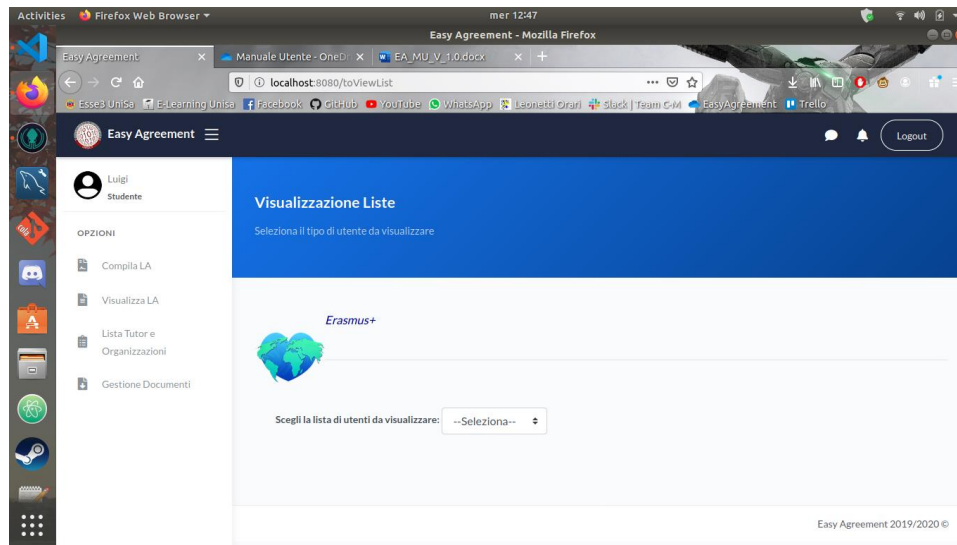 Activities Firefox Web Browser mer 12:47
Easy Agreement - Mozilla Firefox
Easy Agreement Manuale Utente - OneDr EA_MU_V_1.0.docx
localhost:8080/toViewList
Esse3 UniSa E-Learning Unisa Facebook GitHub YouTube WhatsApp Leonetti Orari Slack | Team C-M EasyAgreement Trello
Easy Agreement Logout
Luigi
Studente
OPZIONI
Compila LA
Visualizza LA
Lista Tutor e
Organizzazioni
Gestione Documenti
Visualizzazione Liste
Seleziona il tipo di utente da visualizzare
Erasmus+
Scegli la lista di utenti da visualizzare: --Seleziona--
Easy Agreement 2019/2020 ©